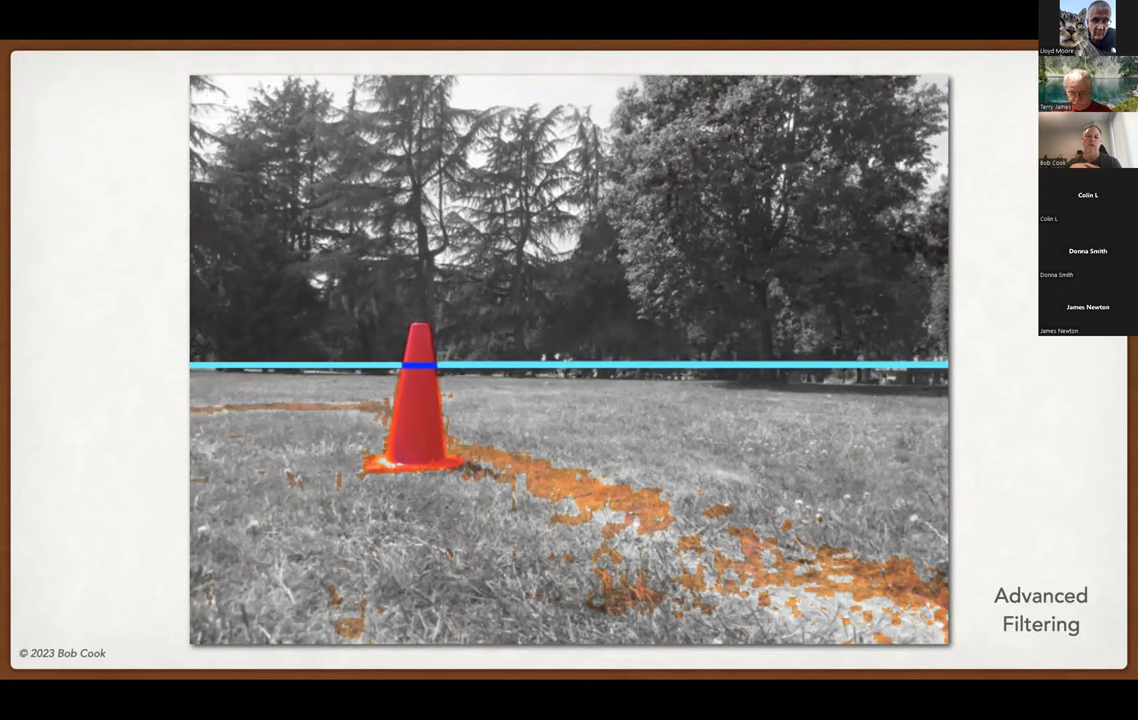 Lloyd Moore
Terry James
Bob Cook
Colin L
Colin L
Donna Smith
Donna Smith
James Newton
James Newton
Advanced
Filtering
© 2023 Bob Cook